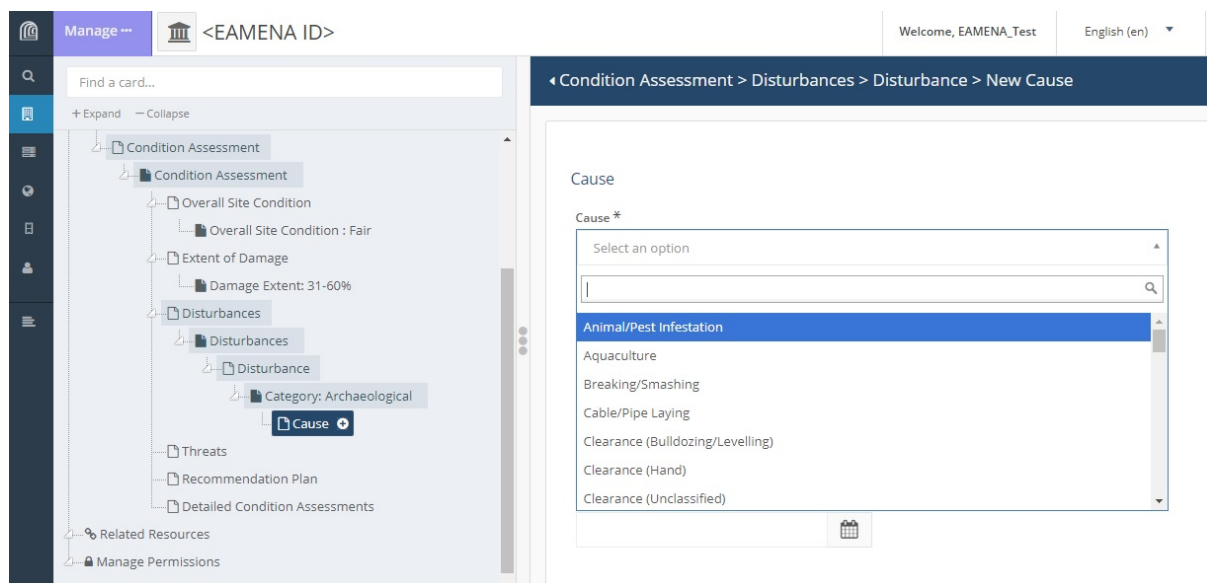 Manage ...
<EAMENA ID>
Welcome, EAMENA_Test
English (en)
Find a card...
+ Expand
− Collapse
Condition Assessment
Condition Assessment
Overall Site Condition
Overall Site Condition : Fair
Extent of Damage
Damage Extent: 31-60%
Disturbances
Disturbances
Disturbance
Category: Archaeological
Cause
Threats
Recommendation Plan
Detailed Condition Assessments
Related Resources
Manage Permissions
Condition Assessment > Disturbances > Disturbance > New Cause
Cause
Cause *
Select an option
Animal/Pest Infestation
Aquaculture
Breaking/Smashing
Cable/Pipe Laying
Clearance (Bulldozing/Levelling)
Clearance (Hand)
Clearance (Unclassified)